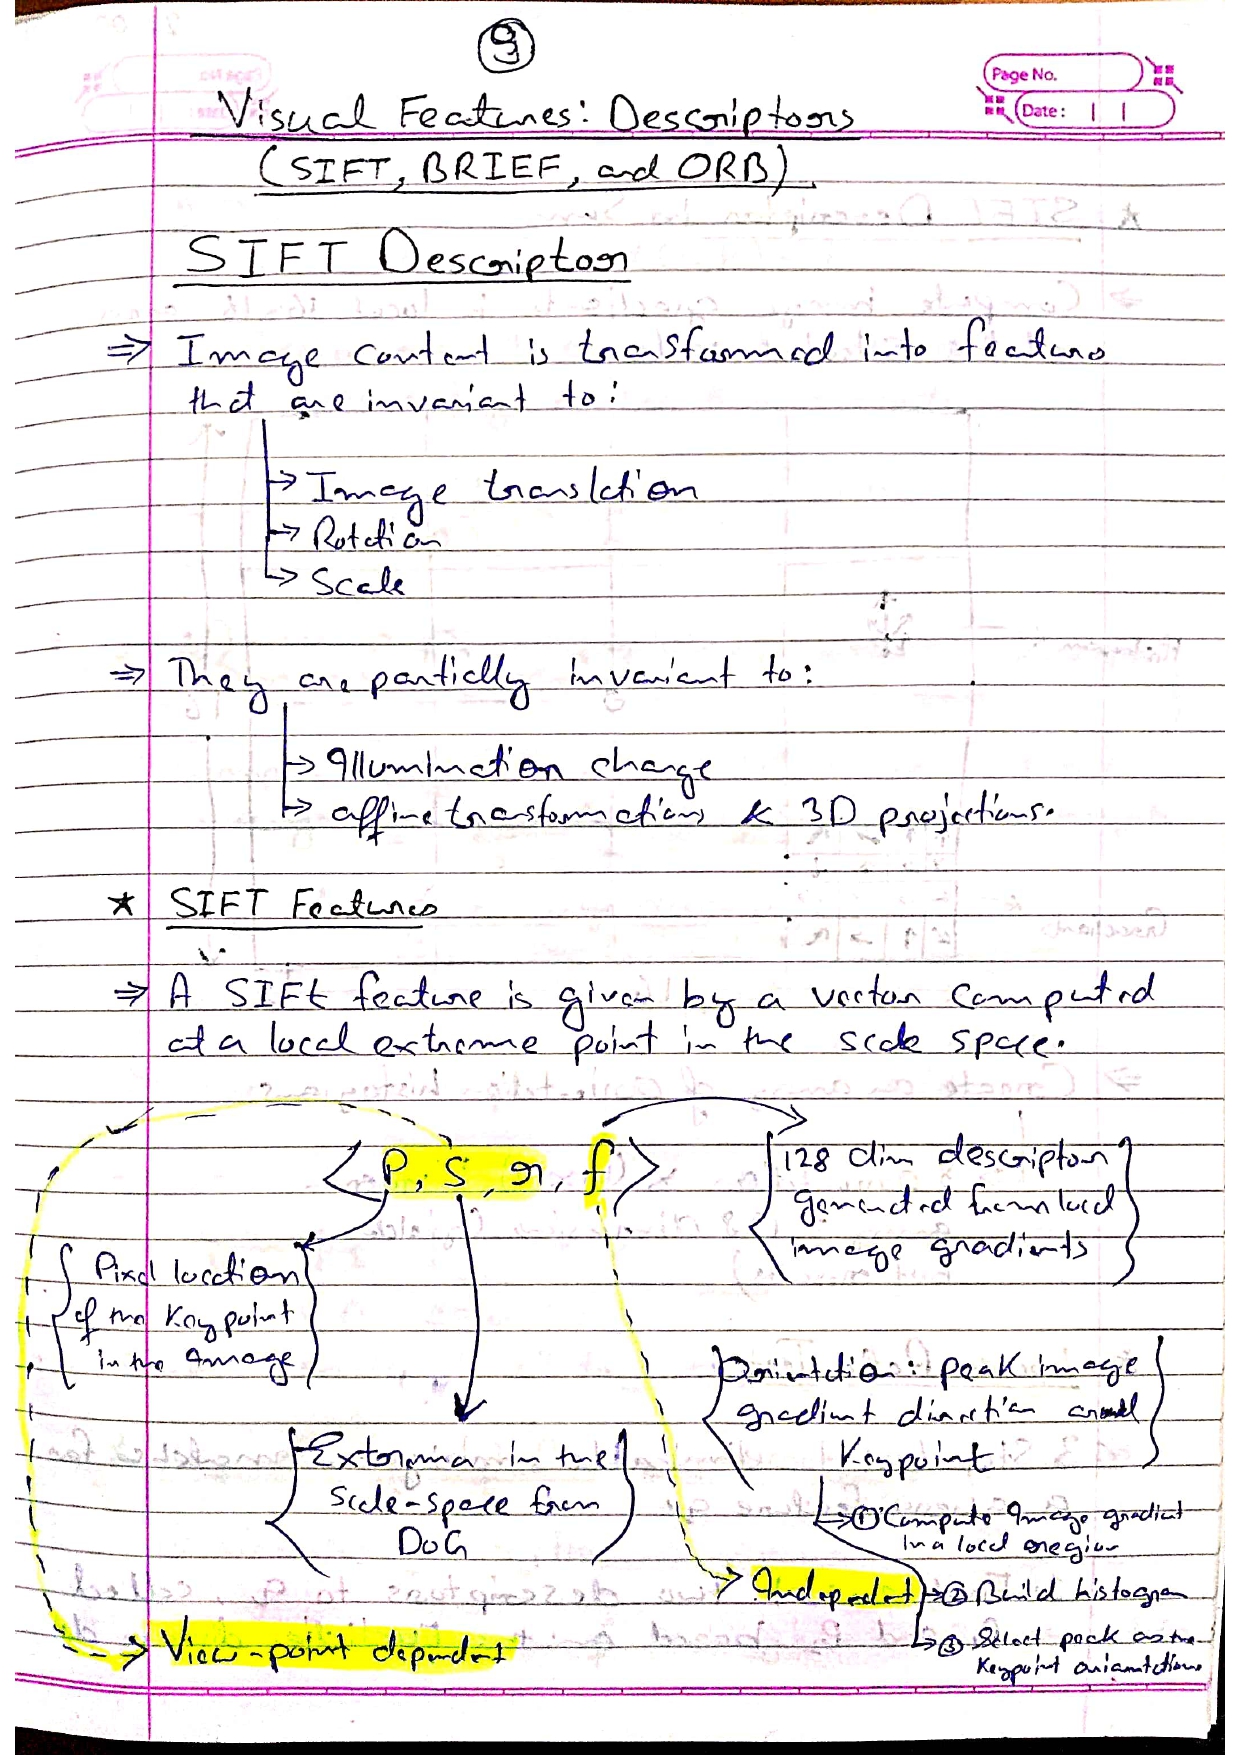 9
Page No.
Date:
Visual Features: Descriptors
(SIFT, BRIEF, and ORB)
SIFT Descriptor
⇒ Image content is transformed into features
that are invariant to:
→ Image translation
→ Rotation
→ Scale
⇒ They are partially invariant to:
→ Illumination change
→ affine transformations & 3D projections.
★ SIFT Features
⇒ A SIFT feature is given by a vector computed
at a local extreme point in the scale space.
<P, S, r, f>
128 dim descriptor
generated from local
image gradients
Pixel location
of the Keypoint
in the Image
Orientation: peak image
gradient direction around
Keypoint
Extrema in the
Scale-space from
DoG
→ ① Compute Image gradient
in a local region
→ Independent
→ ② Build histogram
→ ③ Select peak as the
Keypoint orientation
→ View-point dependent